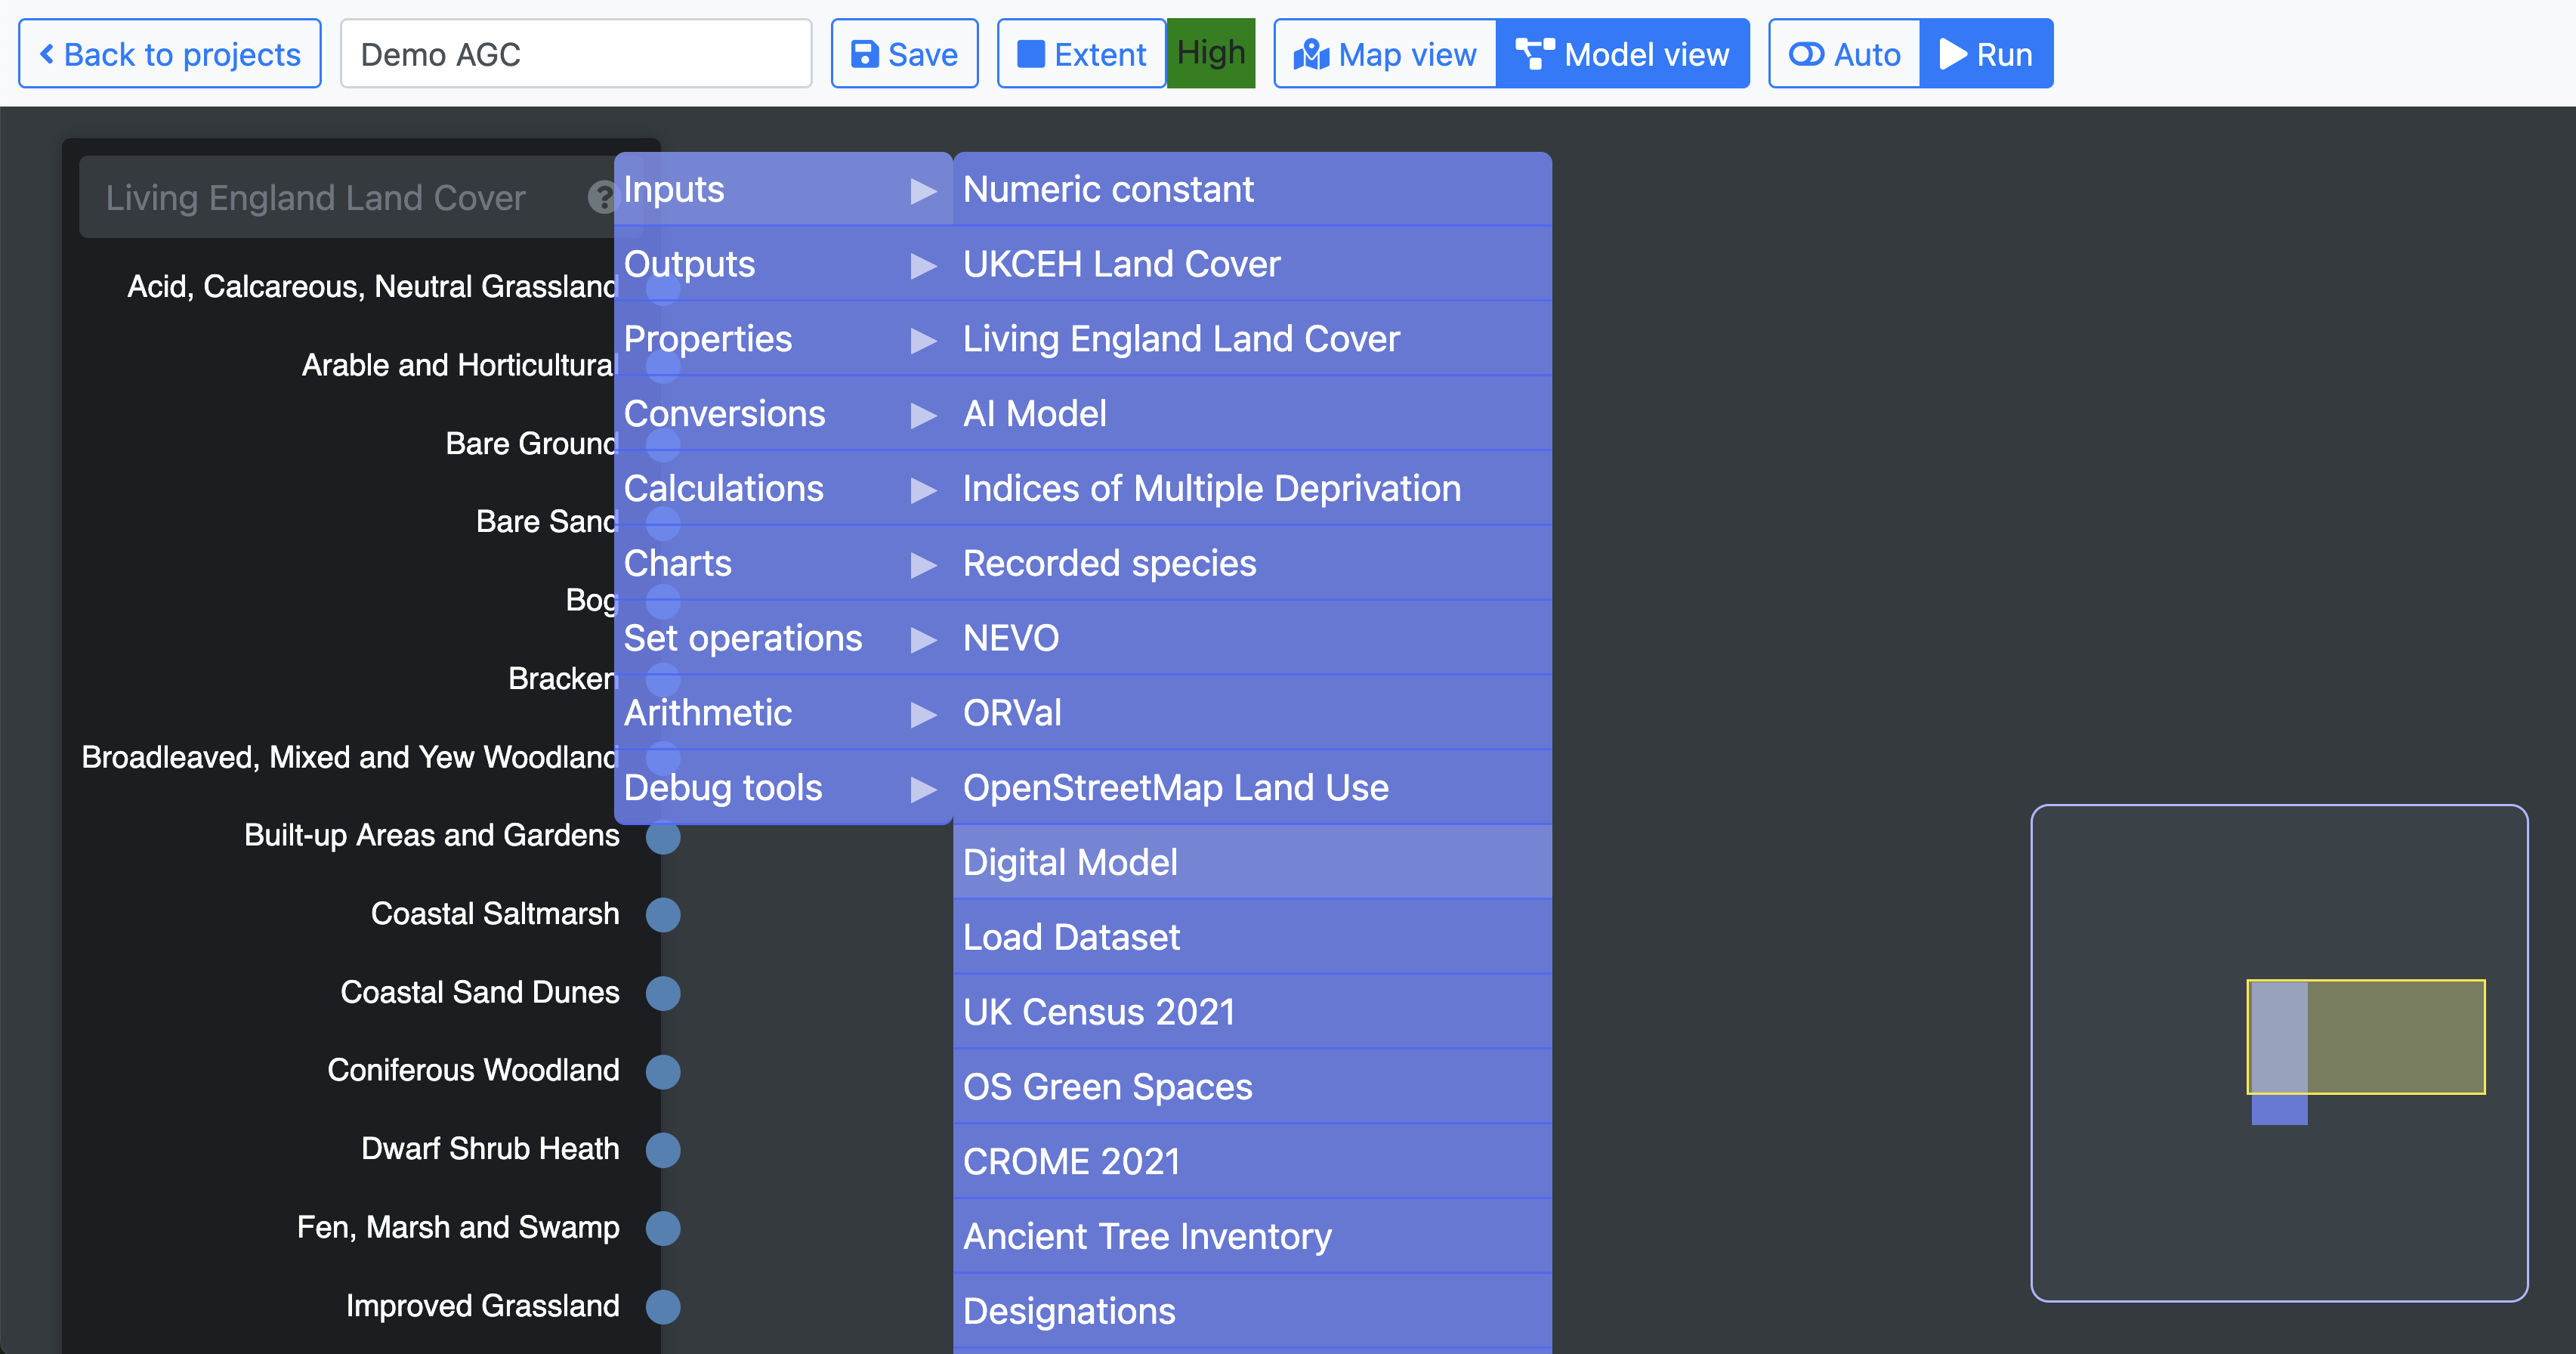 Back to projects
Demo AGC
Save
Extent
High
Map view
Model view
Auto
Run
Living England Land Cover
?
Acid, Calcareous, Neutral Grassland
Arable and Horticultural
Bare Ground
Bare Sand
Bog
Bracken
Broadleaved, Mixed and Yew Woodland
Built-up Areas and Gardens
Coastal Saltmarsh
Coastal Sand Dunes
Coniferous Woodland
Dwarf Shrub Heath
Fen, Marsh and Swamp
Improved Grassland
Inputs
Outputs
Properties
Conversions
Calculations
Charts
Set operations
Arithmetic
Debug tools
Numeric constant
UKCEH Land Cover
Living England Land Cover
AI Model
Indices of Multiple Deprivation
Recorded species
NEVO
ORVal
OpenStreetMap Land Use
Digital Model
Load Dataset
UK Census 2021
OS Green Spaces
CROME 2021
Ancient Tree Inventory
Designations